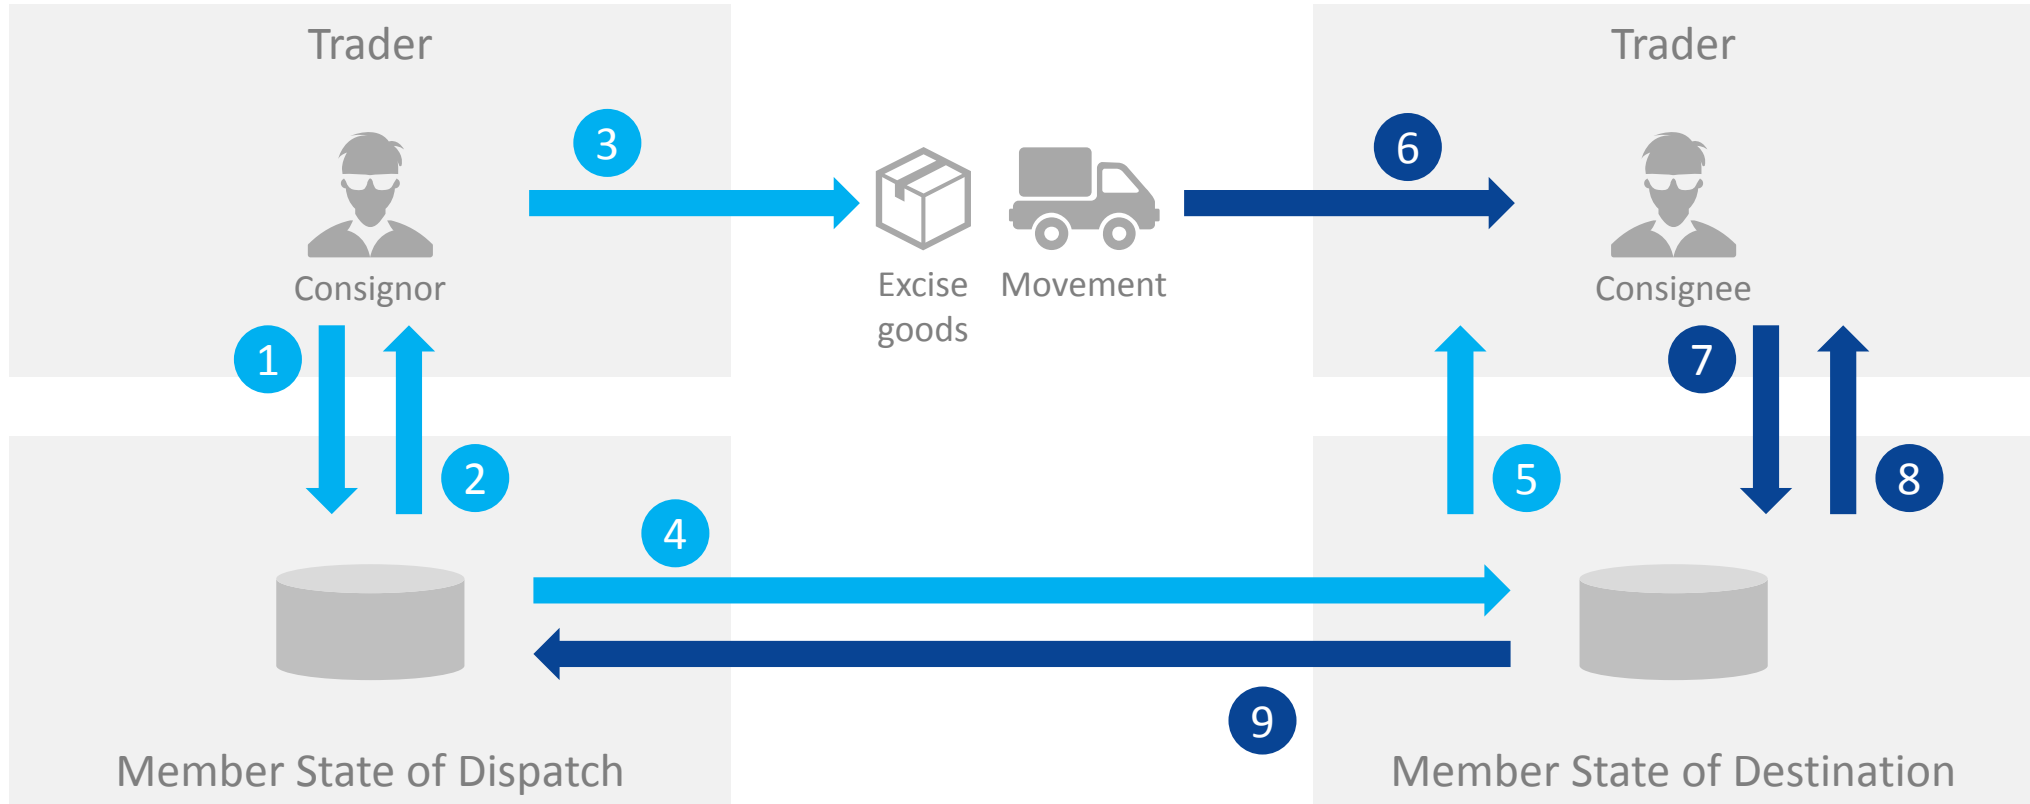 Trader
Trader
3
6
Consignor
Excise
goods
Movement
Consignee
1
2
7
5
8
4
9
Member State of Dispatch
Member State of Destination